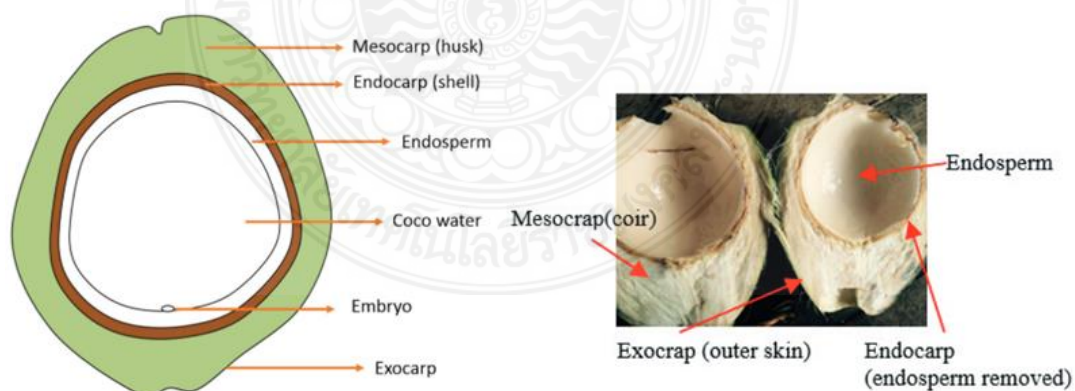 Mesocarp (husk)
Endocarp (shell)
Endosperm
Coco water
Embryo
Exocarp
Endosperm
Mesocrap(coir)
Exocrap (outer skin)
Endocarp
(endosperm removed)